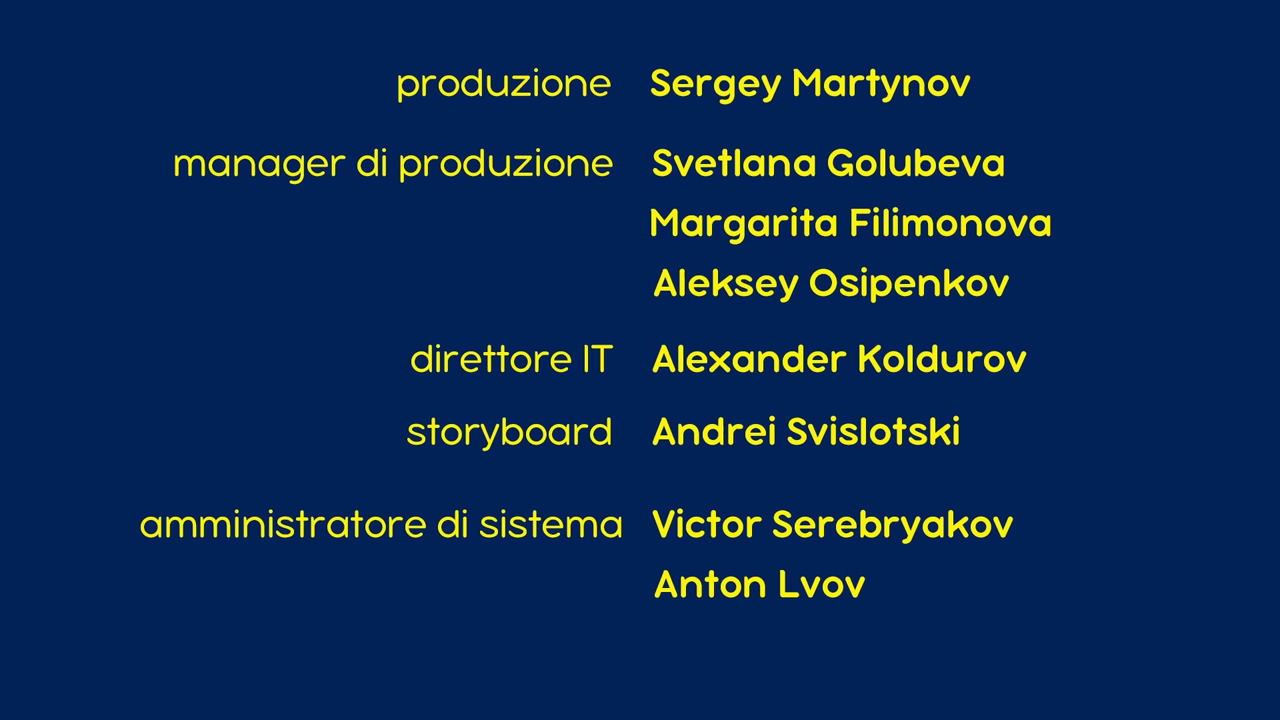 produzione Sergey Martynov
manager di produzione Svetlana Golubeva
Margarita Filimonova
Aleksey Osipenkov
direttore IT Alexander Koldurov
storyboard Andrei Svislotski
amministratore di sistema Victor Serebryakov
Anton Lvov